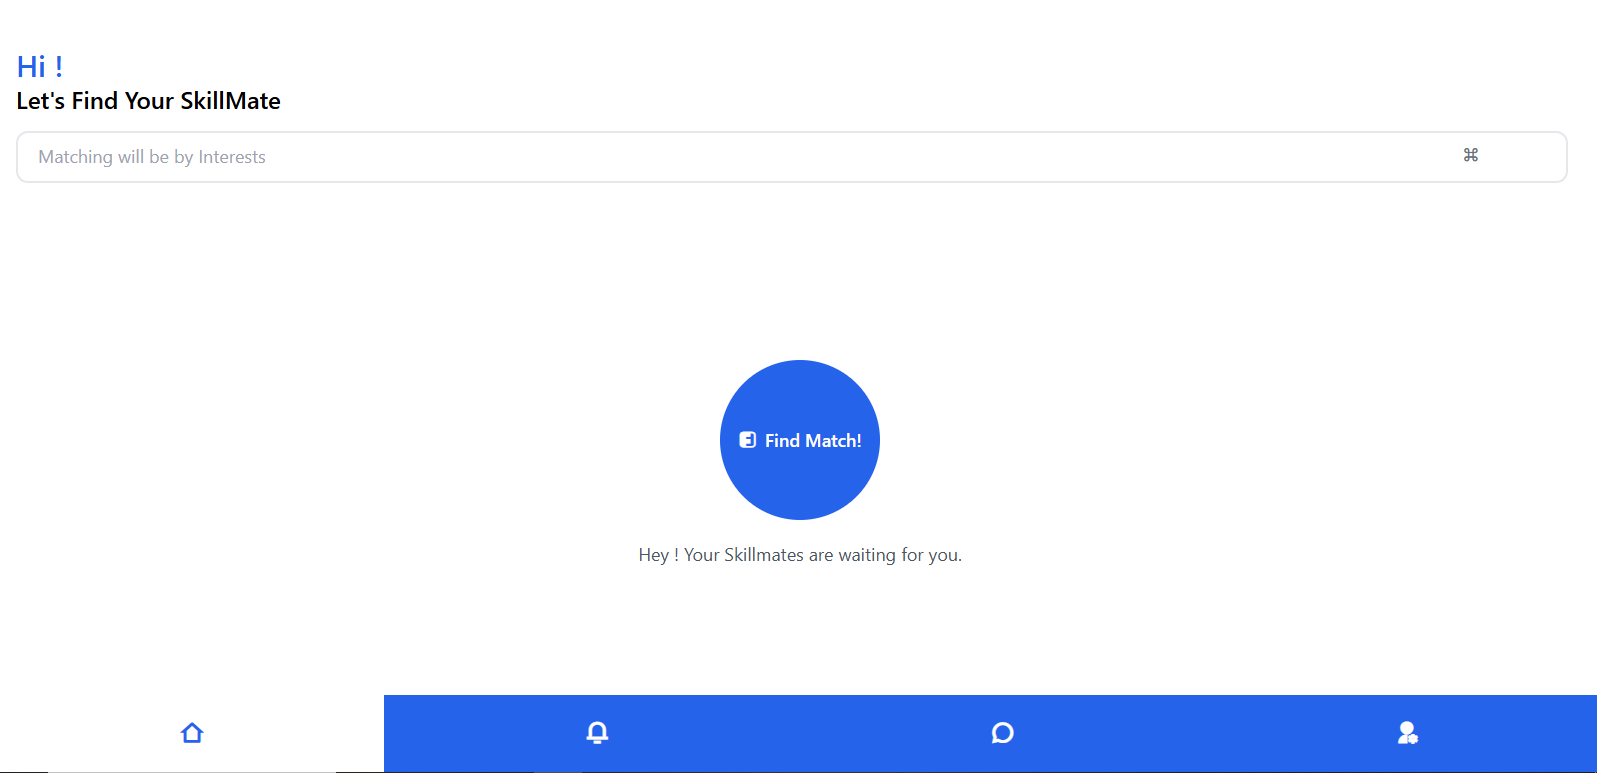 Hi !
Let's Find Your SkillMate
Matching will be by Interests
⌘
Find Match!
Hey ! Your Skillmates are waiting for you.